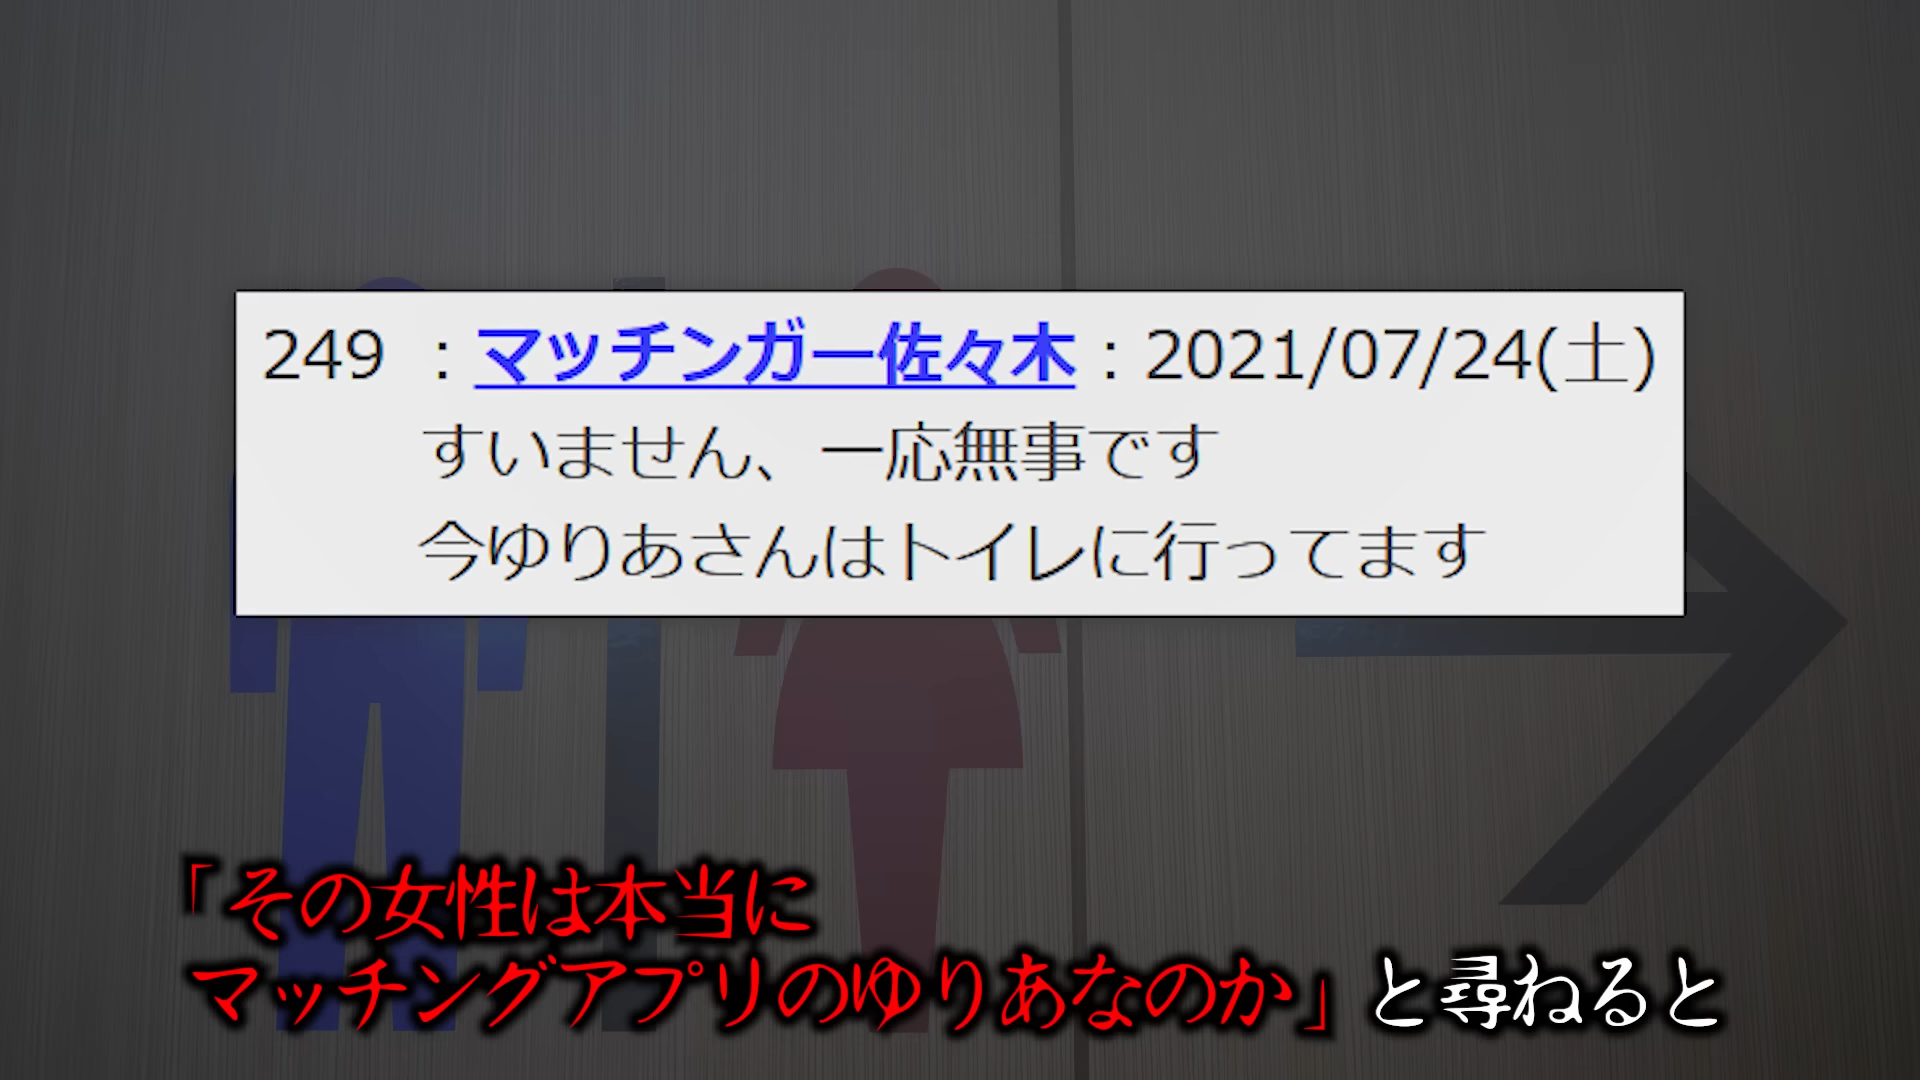 249 ：マッチンガー佐々木：2021/07/24(土)
すいません、一応無事です
今ゆりあさんはトイレに行ってます
「その女性は本当に
マッチングアプリのゆりあなのか」と尋ねると